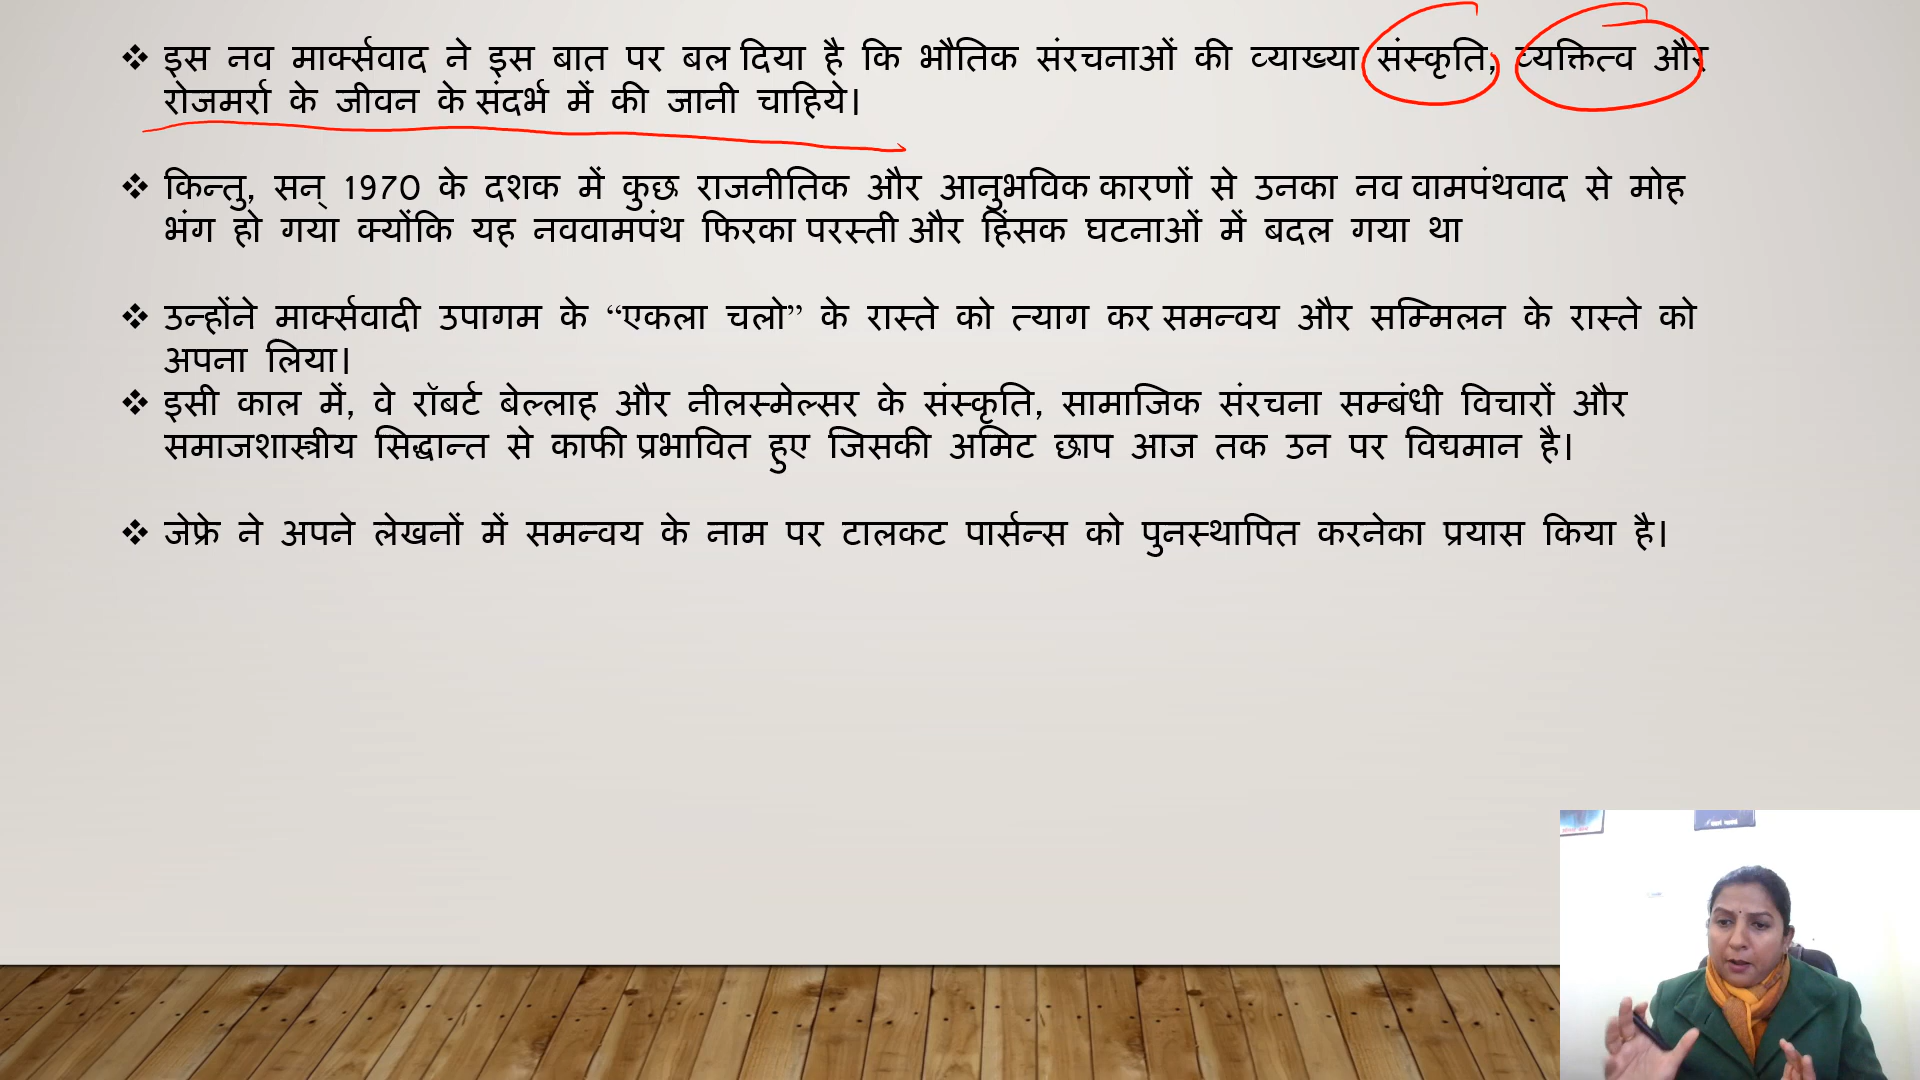 ❖ इस नव मार्क्सवाद ने इस बात पर बल दिया है कि भौतिक संरचनाओं की व्याख्या संस्कृति, व्यक्तित्व और
रोजमर्रा के जीवन के संदर्भ में की जानी चाहिये।
❖ किन्तु, सन् 1970 के दशक में कुछ राजनीतिक और आनुभविक कारणों से उनका नव वामपंथवाद से मोह
भंग हो गया क्योंकि यह नववामपंथ फिरका परस्ती और हिंसक घटनाओं में बदल गया था
❖ उन्होंने मार्क्सवादी उपागम के “एकला चलो” के रास्ते को त्याग कर समन्वय और सम्मिलन के रास्ते को
अपना लिया।
❖ इसी काल में, वे रॉबर्ट बेल्लाह और नीलस्मेल्सर के संस्कृति, सामाजिक संरचना सम्बंधी विचारों और
समाजशास्त्रीय सिद्धान्त से काफी प्रभावित हुए जिसकी अमिट छाप आज तक उन पर विद्यमान है।
❖ जेफ्रे ने अपने लेखनों में समन्वय के नाम पर टालकट पार्सन्स को पुनस्थापित करनेका प्रयास किया है।